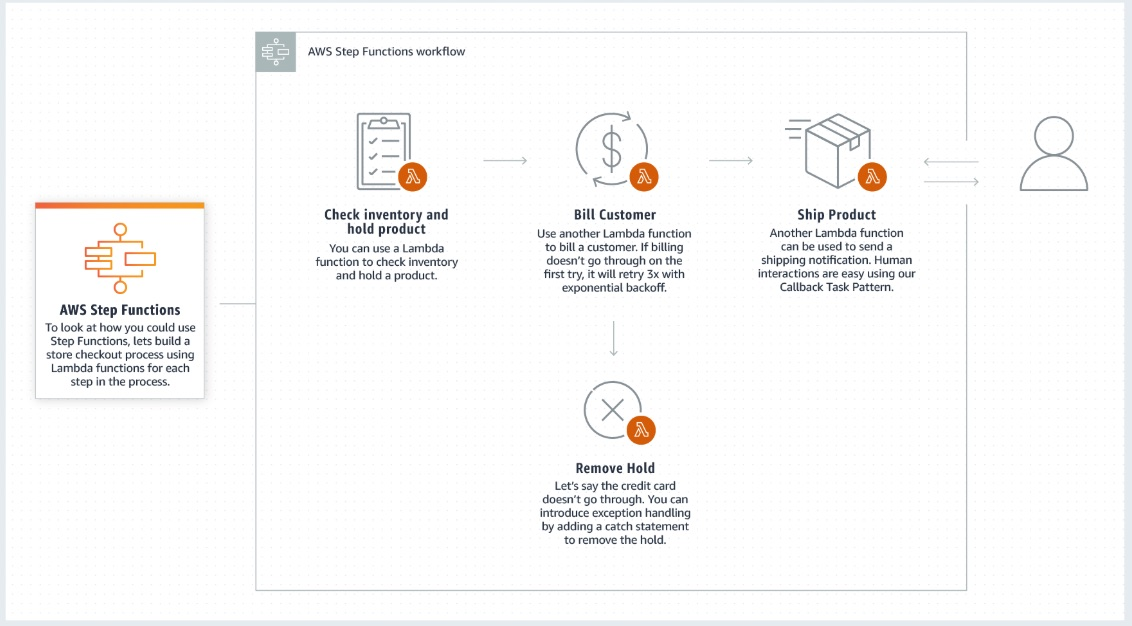 AWS Step Functions workflow
AWS Step Functions
To look at how you could use
Step Functions, lets build a
store checkout process using
Lambda functions for each
step in the process.
Check inventory and
hold product
You can use a Lambda
function to check inventory
and hold a product.
Bill Customer
Use another Lambda function
to bill a customer. If billing
doesn't go through on the
first try, it will retry 3x with
exponential backoff.
Ship Product
Another Lambda function
can be used to send a
shipping notification. Human
interactions are easy using our
Callback Task Pattern.
Remove Hold
Let's say the credit card
doesn't go through. You can
introduce exception handling
by adding a catch statement
to remove the hold.